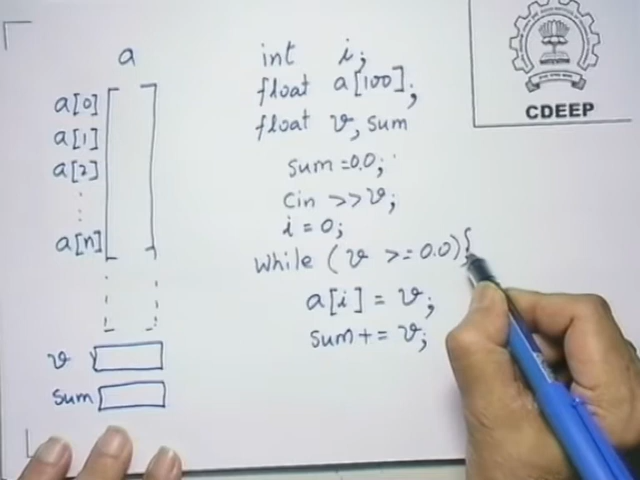 a
a[0]
a[1]
a[2]
a[n]
v
sum
int i;
float a[100];
float v, sum
sum = 0.0;
cin >> v;
i = 0;
while (v >= 0.0) {
a[i] = v;
sum += v;
CDEEP